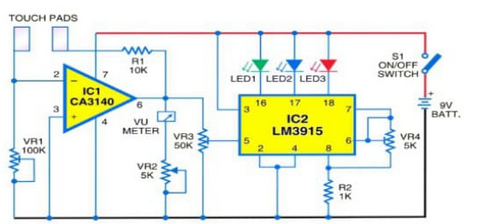 TOUCH PADS
R1
10K
S1
ON/OFF
SWITCH
LED1 LED2 LED3
2
7
IC1
CA3140
6
3
+
4
16 17 18
3
7
IC2
LM3915
5
6
2 4 8
+
9V
BATT.
VU
METER
VR1
100K
VR2
5K
VR3
50K
VR4
5K
R2
1K